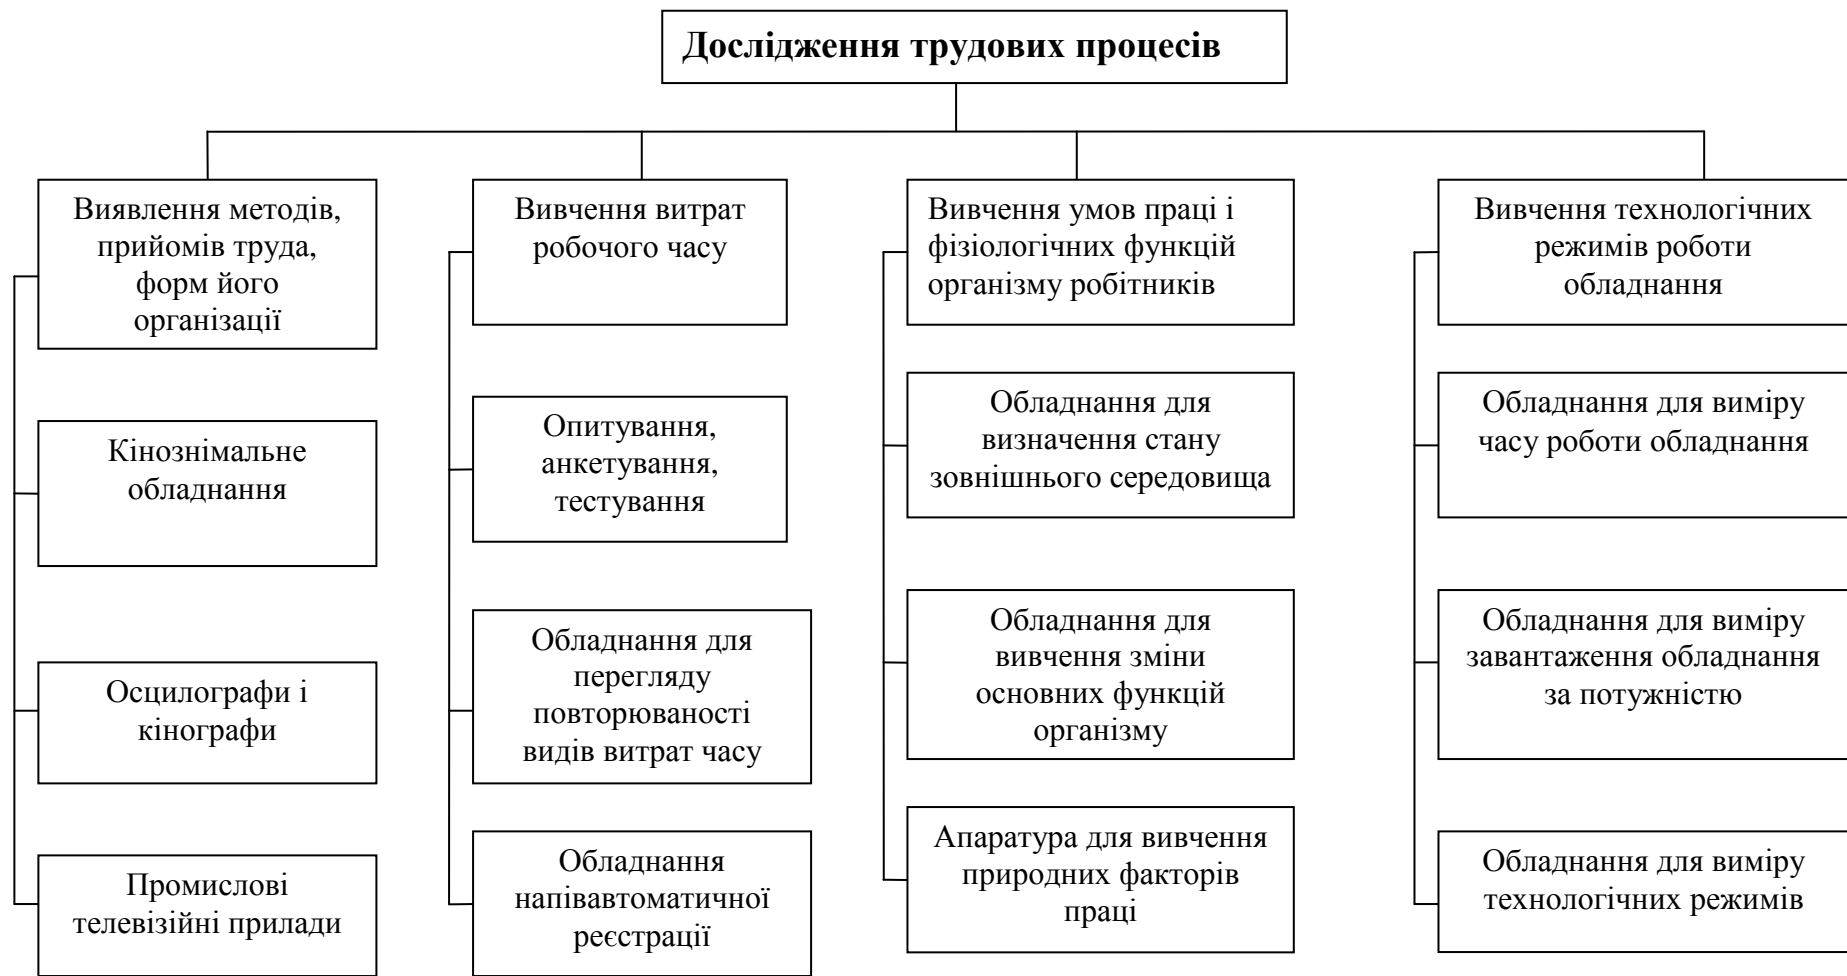 Дослідження трудових процесів
Виявлення методів,
прийомів труда,
форм його
організації
Кінознімальне
обладнання
Осцилографи і
кінографи
Промислові
телевізійні прилади
Вивчення витрат
робочого часу
Опитування,
анкетування,
тестування
Обладнання для
перегляду
повторюваності
видів витрат часу
Обладнання
напівавтоматичної
реєстрації
Вивчення умов праці і
фізіологічних функцій
організму робітників
Обладнання для
визначення стану
зовнішнього середовища
Обладнання для
вивчення зміни
основних функцій
організму
Апаратура для вивчення
природних факторів
праці
Вивчення технологічних
режимів роботи
обладнання
Обладнання для виміру
часу роботи обладнання
Обладнання для виміру
завантаження обладнання
за потужністю
Обладнання для виміру
технологічних режимів